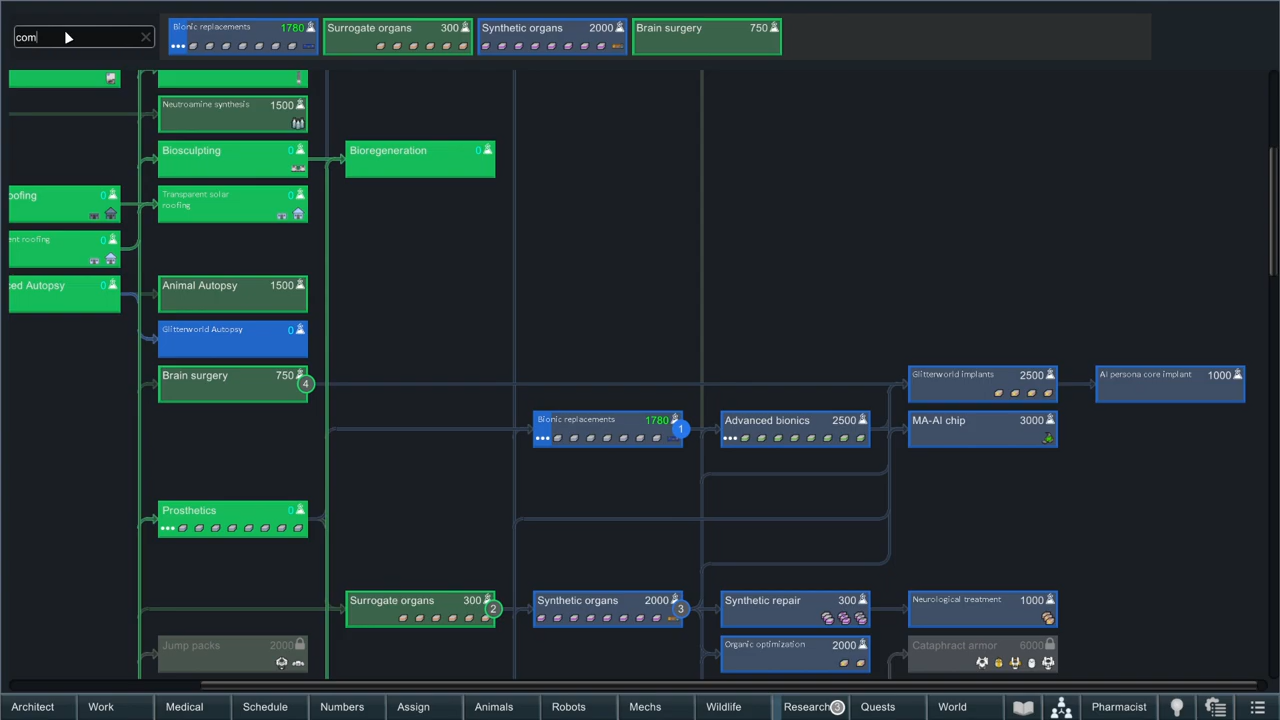 com
Bionic replacements 1780
Surrogate organs 300
Synthetic organs 2000
Brain surgery 750
Neutroamine synthesis 1500
Biosculpting 0
Bioregeneration 0
oofing 0
Transparent solar roofing 0
ent roofing 0
ced Autopsy 0
Animal Autopsy 1500
Glitterworld Autopsy 0
Brain surgery 750
4
Glitterworld implants 2500
AI persona core implant 1000
Bionic replacements 1780
1
Advanced bionics 2500
MA-AI chip 3000
Prosthetics 0
Surrogate organs 300
2
Synthetic organs 2000
3
Synthetic repair 300
Neurological treatment 1000
Jump packs 2000
Organic optimization 2000
Cataphract armor 6000
Architect
Work
Medical
Schedule
Numbers
Assign
Animals
Robots
Mechs
Wildlife
Research 3
Quests
World
Pharmacist